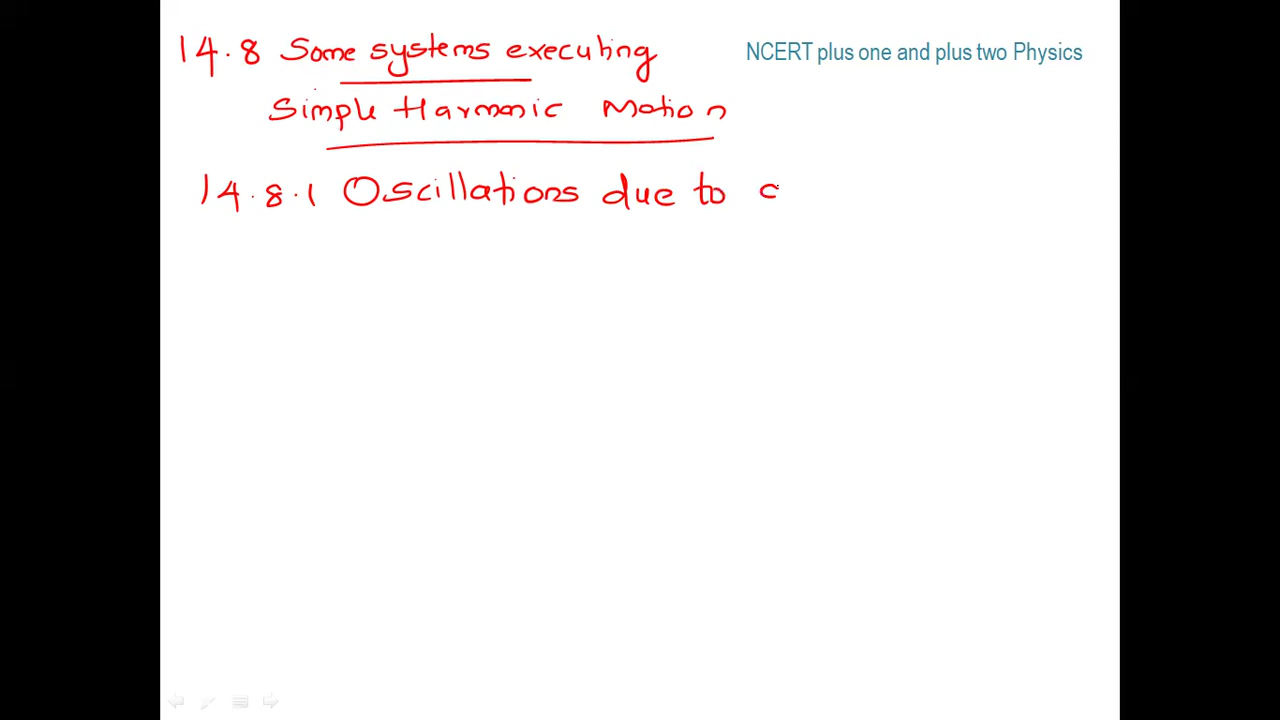 14.8 Some systems executing
NCERT plus one and plus two Physics
Simple Harmonic Motion
14.8.1 Oscillations due to